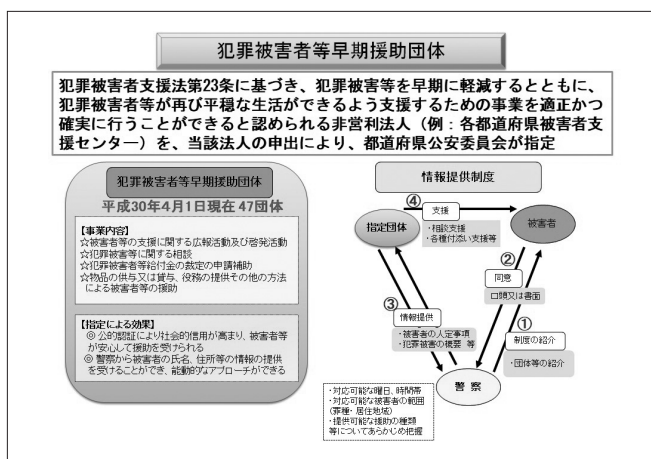 犯罪被害者等早期援助団体
犯罪被害者支援法第23条に基づき、犯罪被害等を早期に軽減するとともに、
犯罪被害者等が再び平穏な生活ができるよう支援するための事業を適正かつ
確実に行うことができると認められる非営利法人（例：各都道府県被害者支
援センター）を、当該法人の申出により、都道府県公安委員会が指定
犯罪被害者等早期援助団体
平成30年4月1日現在 47団体
【事業内容】
☆被害者等の支援に関する広報活動及び啓発活動
☆犯罪被害等に関する相談
☆犯罪被害者等給付金の裁定の申請補助
☆物品の供与又は貸与、役務の提供その他の方法
による被害者等の援助
【指定による効果】
◎ 公的認証により社会的信用が高まり、被害者等
が安心して援助を受けられる
◎ 警察から被害者の氏名、住所等の情報の提供
を受けることができ、能動的なアプローチができる
情報提供制度
④
支援
・相談支援
・各種付添い支援等
指定団体
被害者
②
同意
口頭又は書面
③
情報提供
・被害者の人定事項
・犯罪被害の概要 等
①
制度の紹介
・団体等の紹介
警 察
・対応可能な曜日、時間帯
・対応可能な被害者の範囲
(罪種・居住地域)
・提供可能な援助の種類
等についてあらかじめ把握